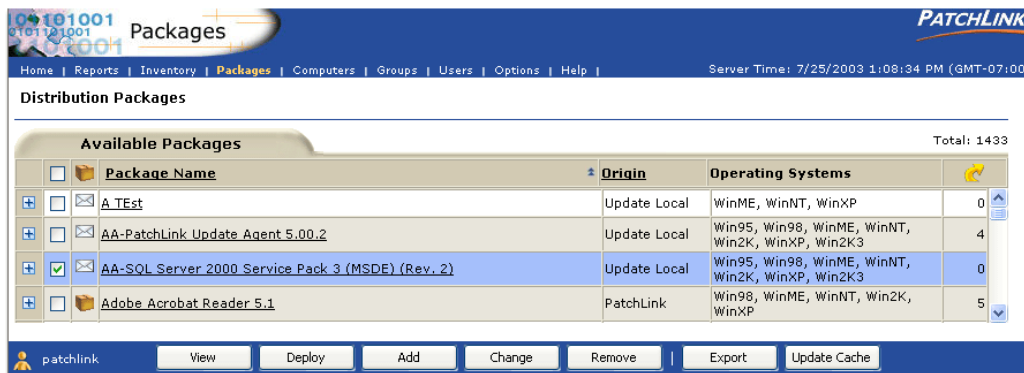 Packages
PATCHLINK
Home | Reports | Inventory | Packages | Computers | Groups | Users | Options | Help |
Server Time: 7/25/2003 1:08:34 PM (GMT-07:00
Distribution Packages
Available Packages
Total: 1433
Package Name Origin Operating Systems
A TEst Update Local WinME, WinNT, WinXP 0
AA-PatchLink Update Agent 5.00.2 Update Local Win95, Win98, WinME, WinNT, 4
Win2K, WinXP, Win2K3
AA-SQL Server 2000 Service Pack 3 (MSDE) (Rev. 2) Update Local Win95, Win98, WinME, WinNT, 0
Win2K, WinXP, Win2K3
Adobe Acrobat Reader 5.1 PatchLink Win98, WinME, WinNT, Win2K, 5
WinXP
patchlink View Deploy Add Change Remove | Export Update Cache